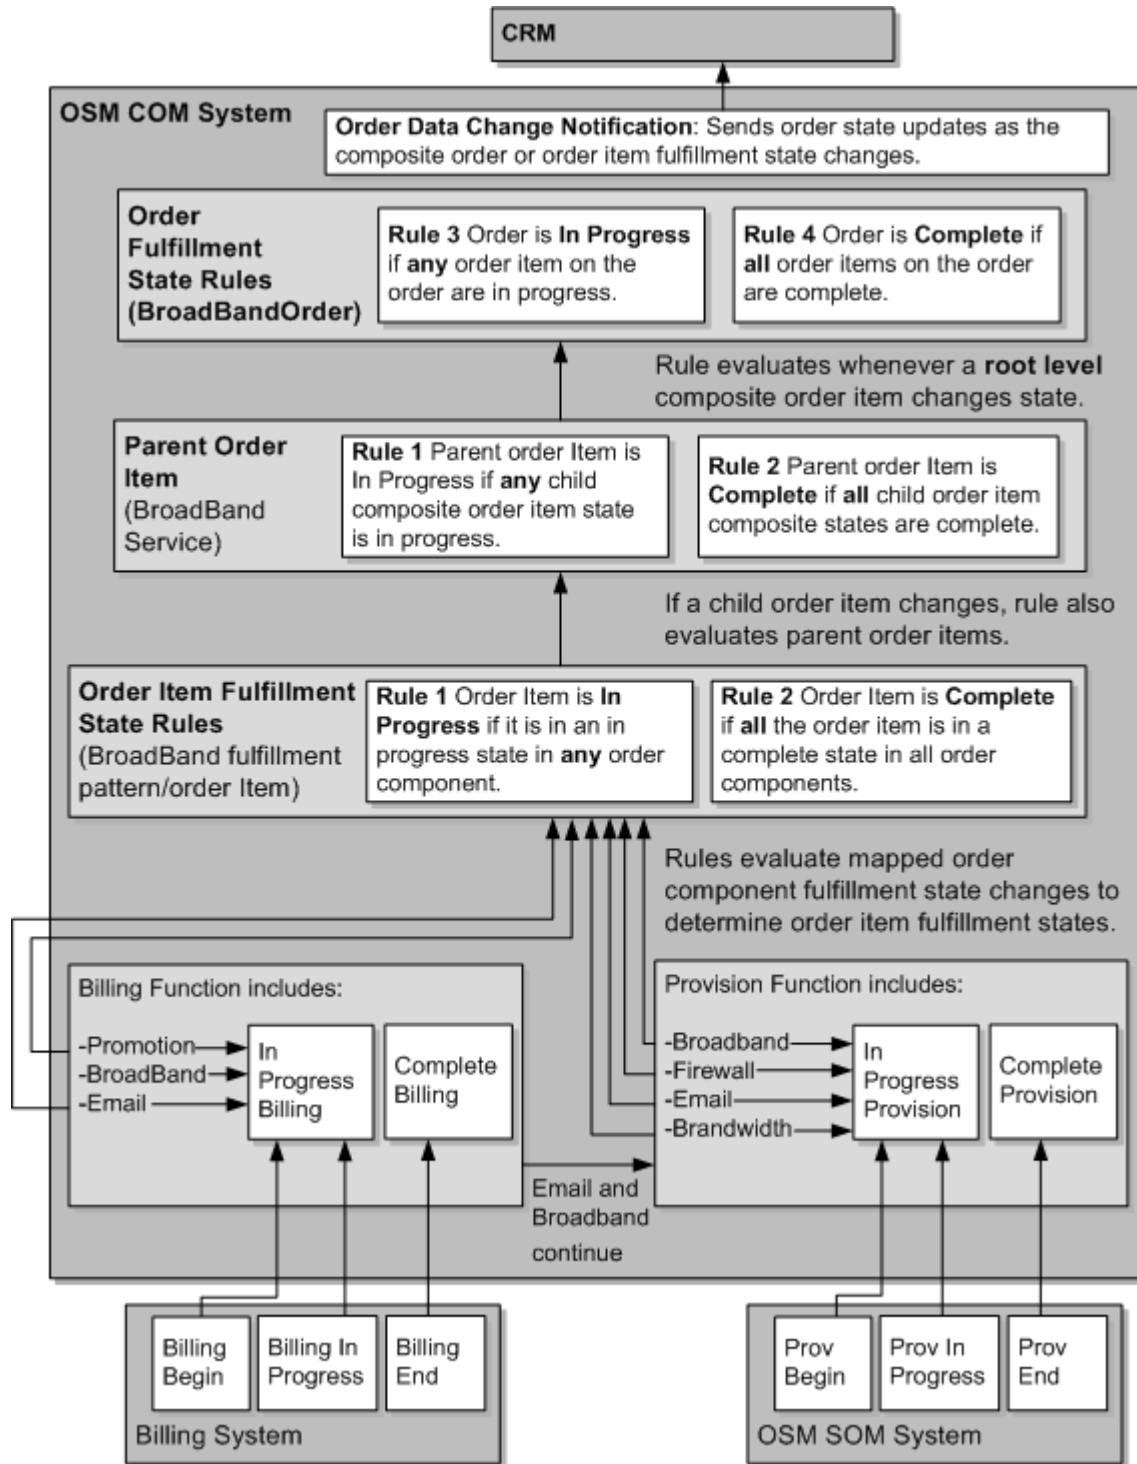 CRM
OSM COM System
Order Data Change Notification: Sends order state updates as the
composite order or order item fulfillment state changes.
Order
Fulfillment
State Rules
(BroadBandOrder)
Rule 3 Order is In Progress
if any order item on the
order are in progress.
Rule 4 Order is Complete if
all order items on the order
are complete.
Rule evaluates whenever a root level
composite order item changes state.
Parent Order
Item
(BroadBand
Service)
Rule 1 Parent order Item is
In Progress if any child
composite order item state
is in progress.
Rule 2 Parent order Item is
Complete if all child order item
composite states are complete.
If a child order item changes, rule also
evaluates parent order items.
Order Item Fulfillment
State Rules
(BroadBand fulfillment
pattern/order Item)
Rule 1 Order Item is In
Progress if it is in an in
progress state in any order
component.
Rule 2 Order Item is Complete
if all the order item is in a
complete state in all order
components.
Rules evaluate mapped order
component fulfillment state changes to
determine order item fulfillment states.
Billing Function includes:
-Promotion
-BroadBand
-Email
In
Progress
Billing
Complete
Billing
Provision Function includes:
-Broadband
-Firewall
-Email
-Brandwidth
In
Progress
Provision
Complete
Provision
Email and
Broadband
continue
Billing
Begin
Billing In
Progress
Billing
End
Billing System
Prov
Begin
Prov In
Progress
Prov
End
OSM SOM System